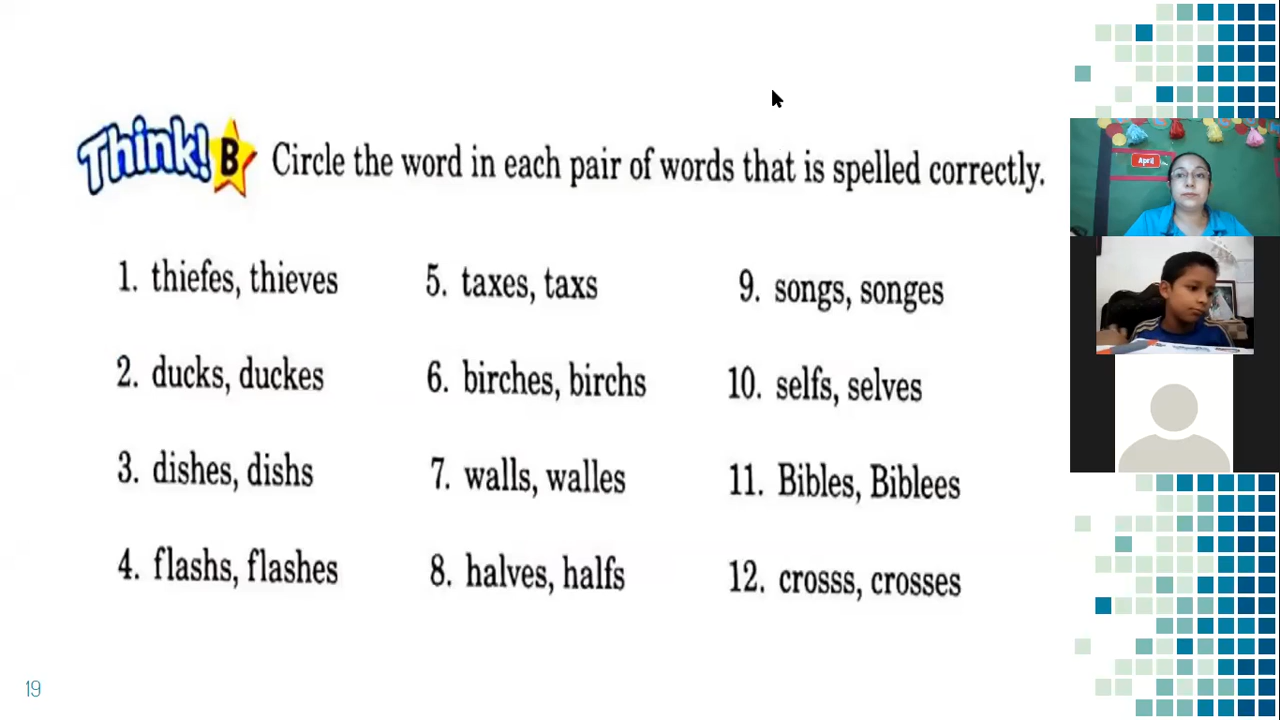 Think! B Circle the word in each pair of words that is spelled correctly.
1. thiefes, thieves
2. ducks, duckes
3. dishes, dishs
4. flashs, flashes
5. taxes, taxs
6. birches, birchs
7. walls, walles
8. halves, halfs
9. songs, songes
10. selfs, selves
11. Bibles, Biblees
12. crosss, crosses
April
19